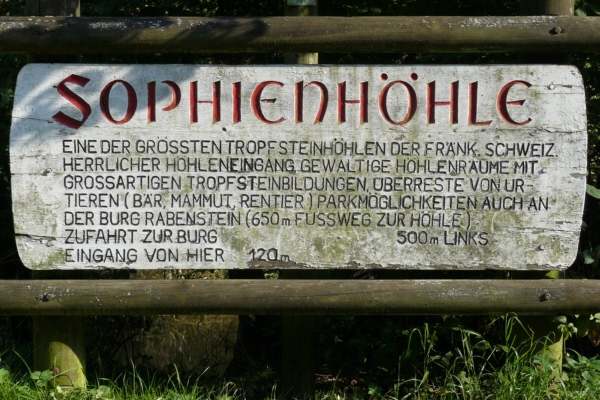 SOPHIENHÖHLE
EINE DER GRÖSSTEN TROPFSTEINHÖHLEN DER FRÄNK. SCHWEIZ.
HERRLICHER HÖHLENEINGANG, GEWALTIGE HÖHLENRÄUME MIT
GROSSARTIGEN TROPFSTEINBILDUNGEN, ÜBERRESTE VON UR-
TIEREN (BÄR, MAMMUT, RENTIER) PARKMÖGLICHKEITEN AUCH AN
DER BURG RABENSTEIN (650m FUSSWEG ZUR HÖHLE)
ZUFAHRT ZUR BURG 500m LINKS
EINGANG VON HIER 120m